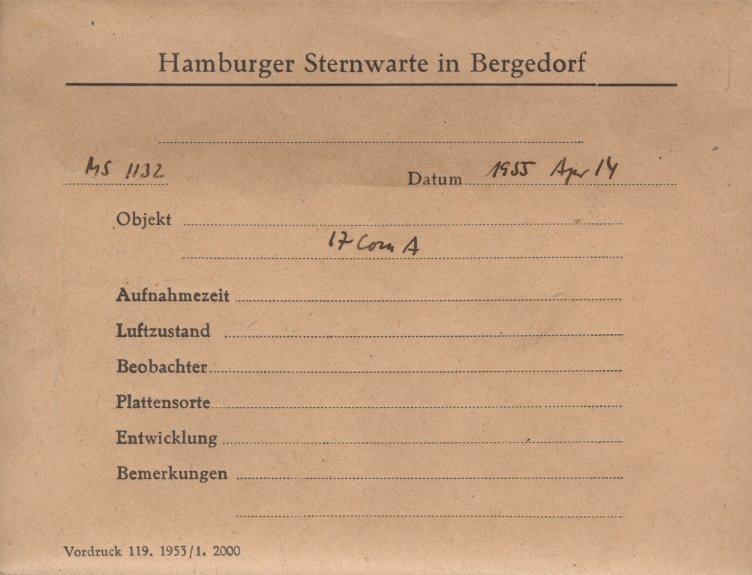 Hamburger Sternwarte in Bergedorf
MS 1132 Datum 1955 Apr 14
Objekt
17 Com A
Aufnahmezeit
Luftzustand
Beobachter
Plattensorte
Entwicklung
Bemerkungen
Vordruck 119. 1953/1. 2000